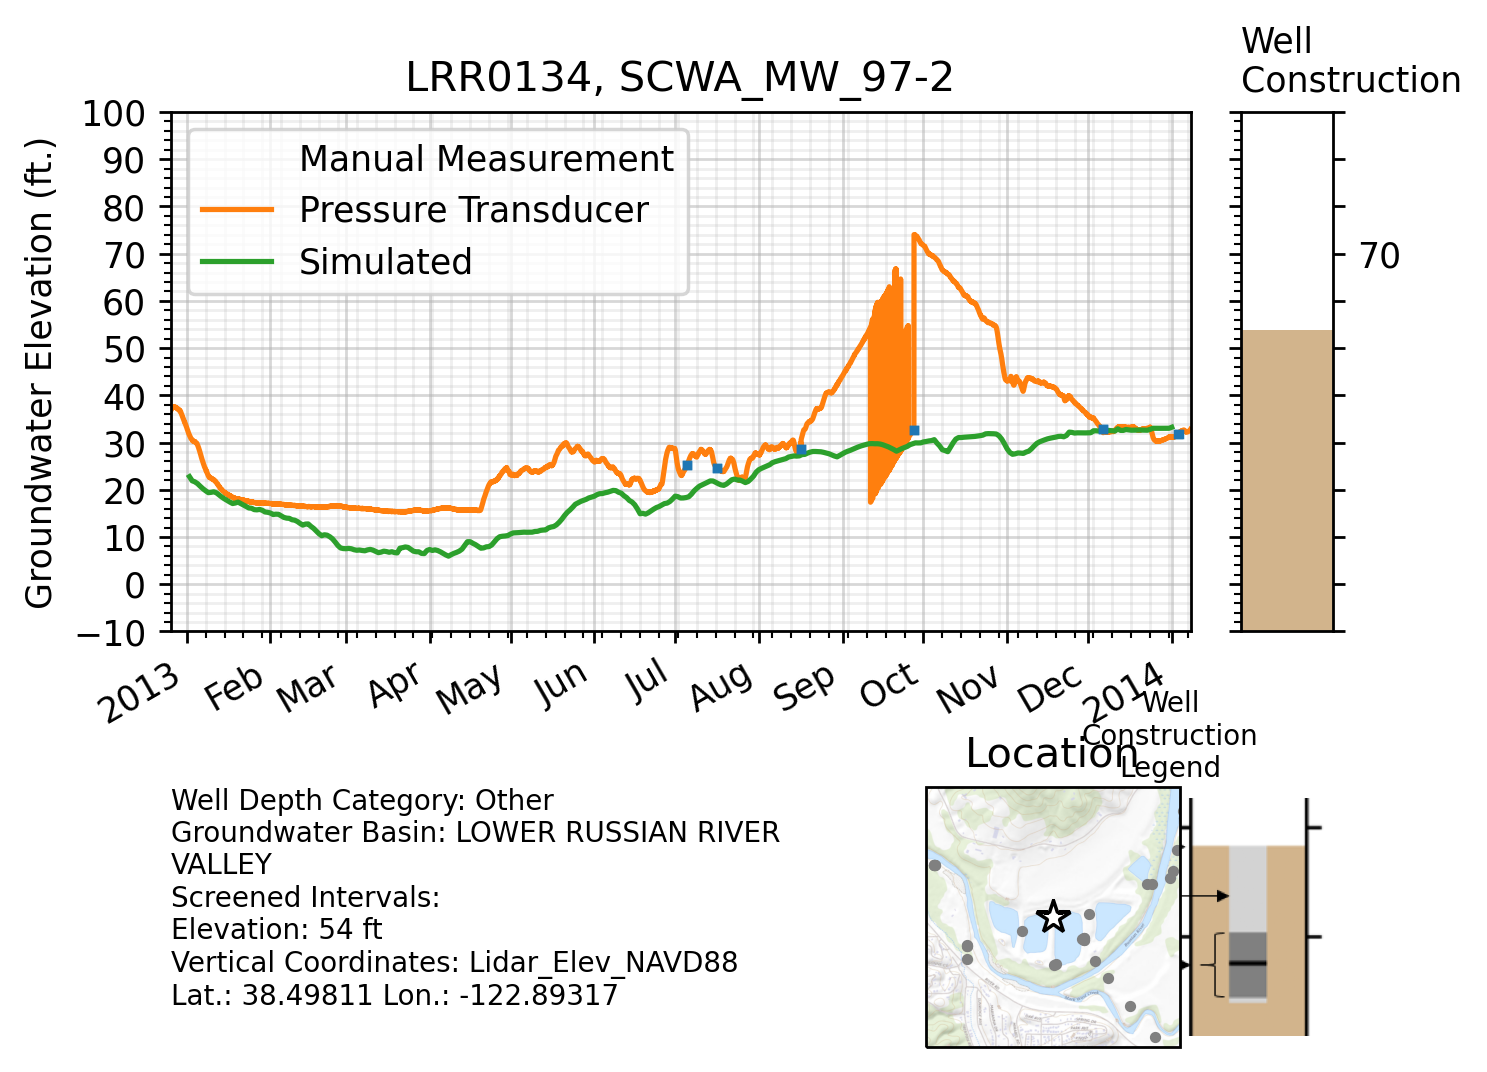 Well
Construction
LRR0134, SCWA_MW_97-2
Groundwater Elevation (ft.)
100
90
80
70
60
50
40
30
20
10
0
−10
Manual Measurement
Pressure Transducer
Simulated
70
2013 Feb Mar Apr May Jun Jul Aug Sep Oct Nov Dec 2014
Well
Construction
Legend
Location
Well Depth Category: Other
Groundwater Basin: LOWER RUSSIAN RIVER
VALLEY
Screened Intervals:
Elevation: 54 ft
Vertical Coordinates: Lidar_Elev_NAVD88
Lat.: 38.49811 Lon.: -122.89317